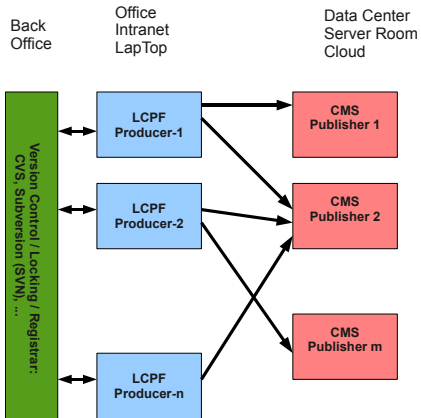 Back
Office
Office
Intranet
LapTop
Data Center
Server Room
Cloud
Version Control / Locking / Registrar:
CVS, Subversion (SVN), ...
LCPF
Producer-1
LCPF
Producer-2
LCPF
Producer-n
CMS
Publisher 1
CMS
Publisher 2
CMS
Publisher m